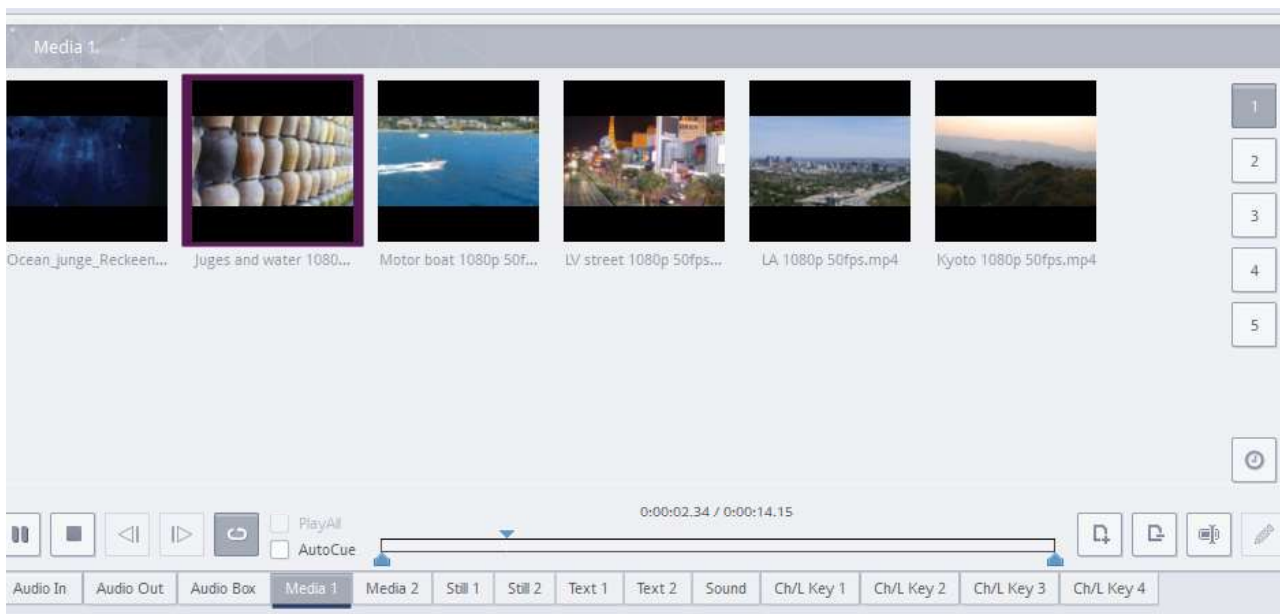 Media 1.
1
Ocean_junge_Reckeen...
Juges and water 1080...
Motor boat 1080p 50f...
LV street 1080p 50fps...
LA 1080p 50fps.mp4
Kyoto 1080p 50fps.mp4
2
3
4
5
0:00:02.34 / 0:00:14.15
PlayAll
AutoCue
Audio In
Audio Out
Audio Box
Media 1
Media 2
Still 1
Still 2
Text 1
Text 2
Sound
Ch/L Key 1
Ch/L Key 2
Ch/L Key 3
Ch/L Key 4